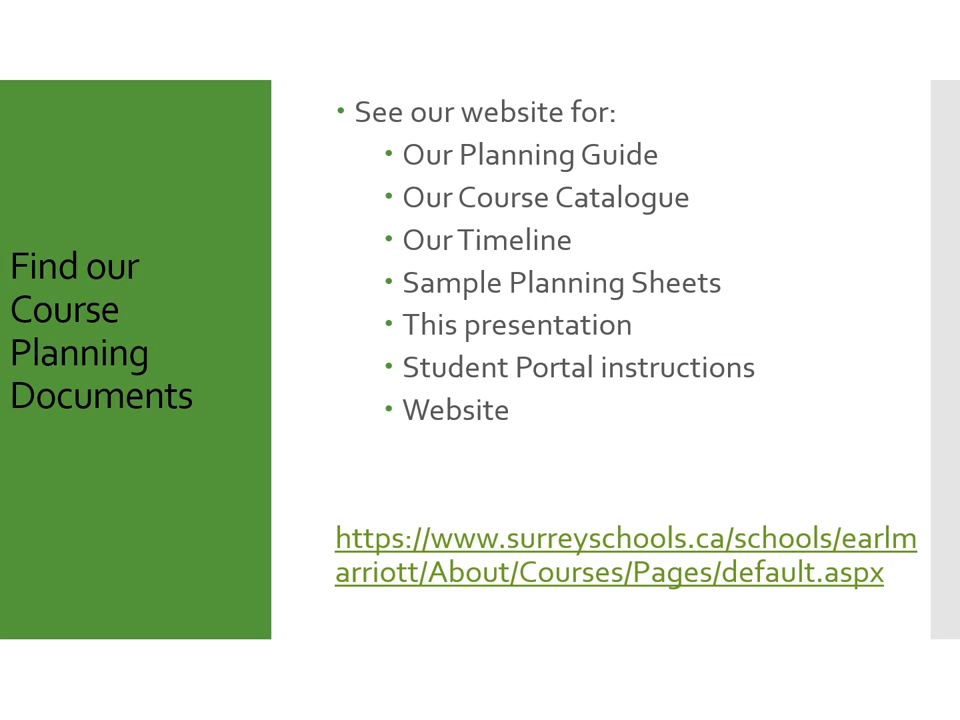 Find our
Course
Planning
Documents
• See our website for:
• Our Planning Guide
• Our Course Catalogue
• Our Timeline
• Sample Planning Sheets
• This presentation
• Student Portal instructions
• Website
https://www.surreyschools.ca/schools/earlm
arriott/About/Courses/Pages/default.aspx